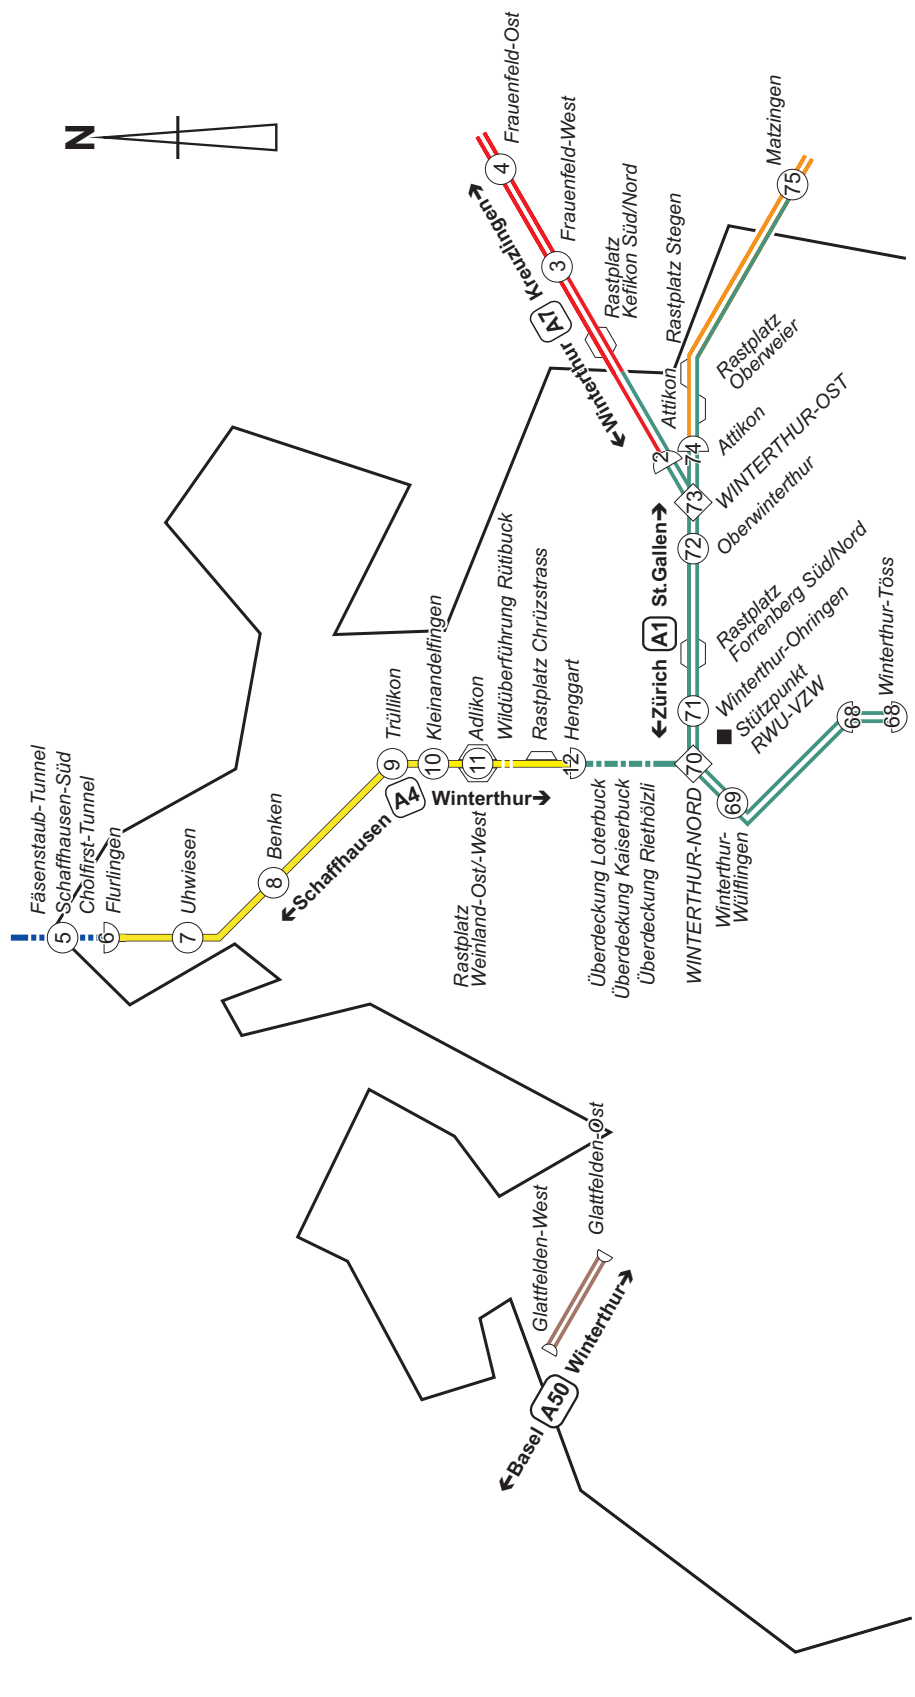 N
Fäsenstaub-Tunnel
Schaffhausen-Süd
Cholfirst-Tunnel
Flurlingen
5
6
Uhwiesen
7
Benken
8
←Schaffhausen
A4
Winterthur→
Trüllikon
9
Kleinandelfingen
10
Adlikon
11
Rastplatz
Weinland-Ost/-West
Wildüberführung Rütibuck
Rastplatz Chrüzstrass
Henggart
12
Überdeckung Loterbuck
Überdeckung Kaiserbuck
Überdeckung Riethölzli
WINTERTHUR-NORD
70
Winterthur-
Wülflingen
69
68
68
Winterthur-Töss
Stützpunkt
RWU-VZW
Winterthur-Ohringen
71
←Zürich
A1
St.Gallen→
Rastplatz
Forrenberg Süd/Nord
Oberwinterthur
72
WINTERTHUR-OST
73
Attikon
74
Attikon
2
Rastplatz
Oberweier
Rastplatz Stegen
Matzingen
75
←Winterthur
A7
Kreuzlingen→
Rastplatz
Kefikon Süd/Nord
Frauenfeld-West
3
Frauenfeld-Ost
4
Glattfelden-West
Glattfelden-Ost
←Basel
A50
Winterthur→